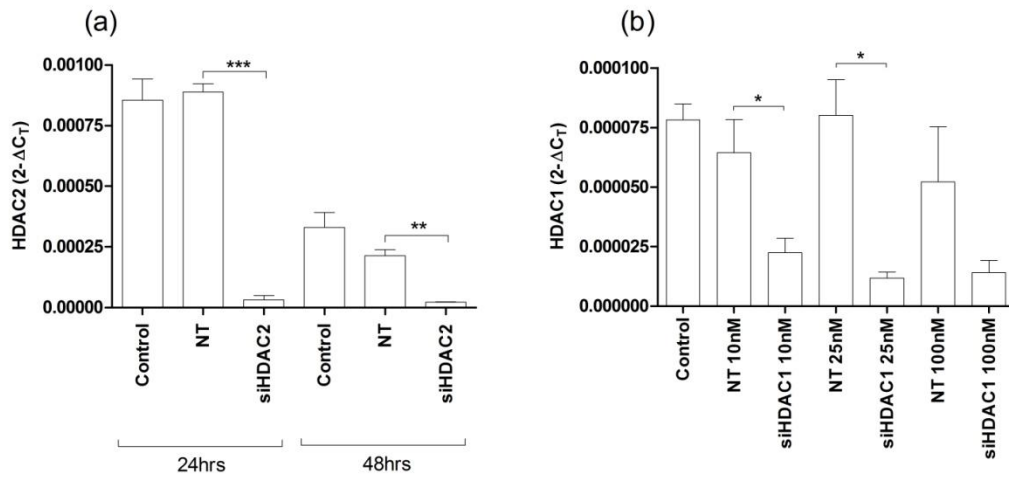 (a)
HDAC2 (2-ΔCT)
0.00100
0.00075
0.00050
0.00025
0.00000
***
**
Control
NT
siHDAC2
Control
NT
siHDAC2
24hrs
48hrs
(b)
HDAC1 (2-ΔCT)
0.000100
0.000075
0.000050
0.000025
0.000000
*
*
Control
NT 10nM
siHDAC1 10nM
NT 25nM
siHDAC1 25nM
NT 100nM
siHDAC1 100nM